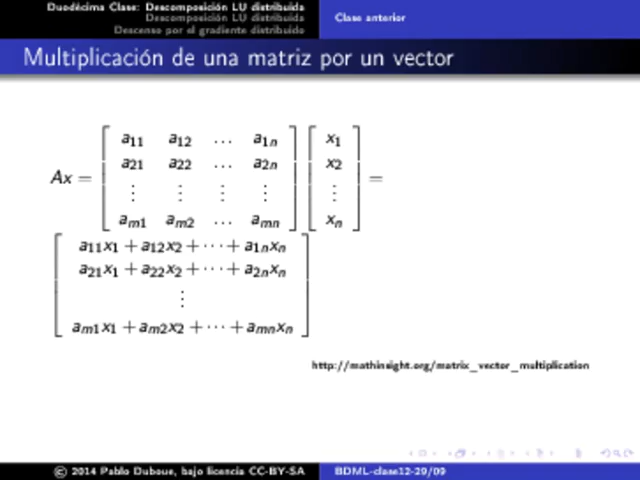 Duodécima Clase: Descomposición LU distribuida
Descomposición LU distribuida
Descenso por el gradiente distribuido
Clase anterior
Multiplicación de una matriz por un vector
a11 a12 … a1n x1
a21 a22 … a2n x2
Ax = ⋮ ⋮ ⋮ ⋮ ⋮ =
am1 am2 … amn xn
a11x1 + a12x2 + ··· + a1nxn
a21x1 + a22x2 + ··· + a2nxn
⋮
am1x1 + am2x2 + ··· + amnxn
http://mathinsight.org/matrix_vector_multiplication
© 2014 Pablo Duboue, bajo licencia CC-BY-SA
BDML-clase12-29/09